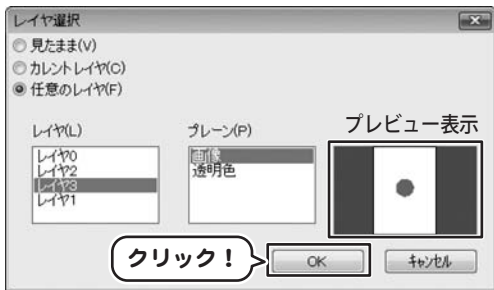 レイヤ選択
見たまま(V)
カレントレイヤ(C)
任意のレイヤ(F)
レイヤ(L)
プレーン(P)
プレビュー表示
レイヤ0
レイヤ2
レイヤ3
レイヤ1
画像
透明色
クリック！
OK
キャンセル